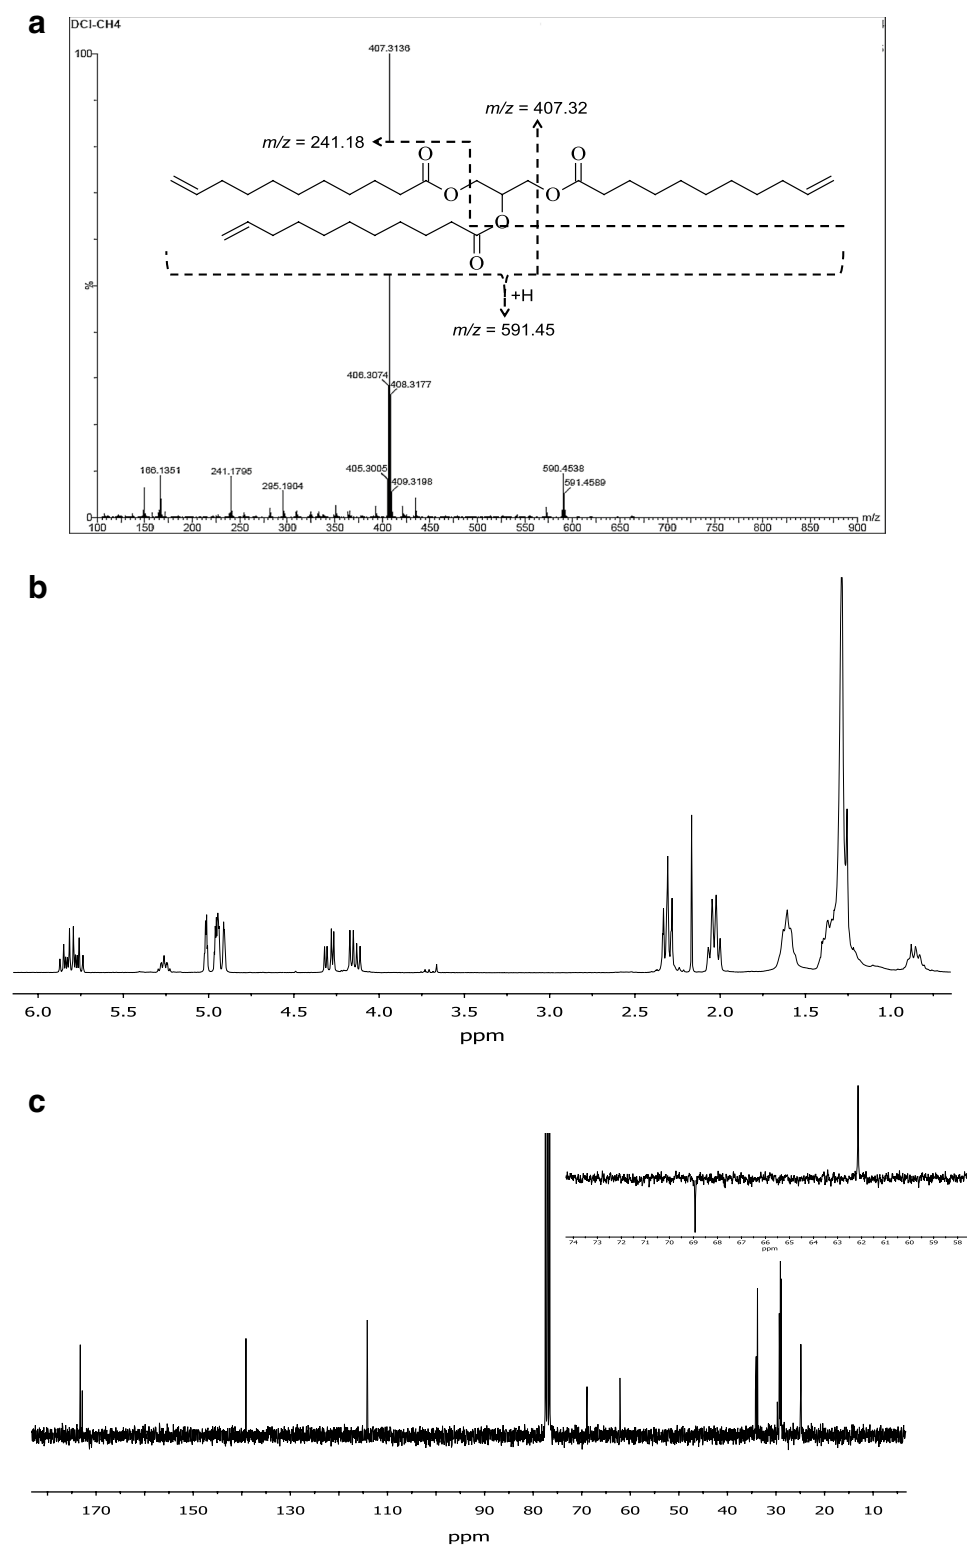 a
DCI-CH4
100
407.3136
m/z = 407.32
m/z = 241.18
O
O
O
O
O
O
+H
m/z = 591.45
%
406.3074
408.3177
405.3005
409.3198
166.1351
241.1795
295.1904
590.4538
591.4589
0
m/z
100 150 200 250 300 350 400 450 500 550 600 650 700 750 800 850 900
b
6.0 5.5 5.0 4.5 4.0 3.5 3.0 2.5 2.0 1.5 1.0
ppm
c
74 73 72 71 70 69 68 67 66 65 64 63 62 61 60 59 58
ppm
170 150 130 110 90 80 70 60 50 40 30 20 10
ppm